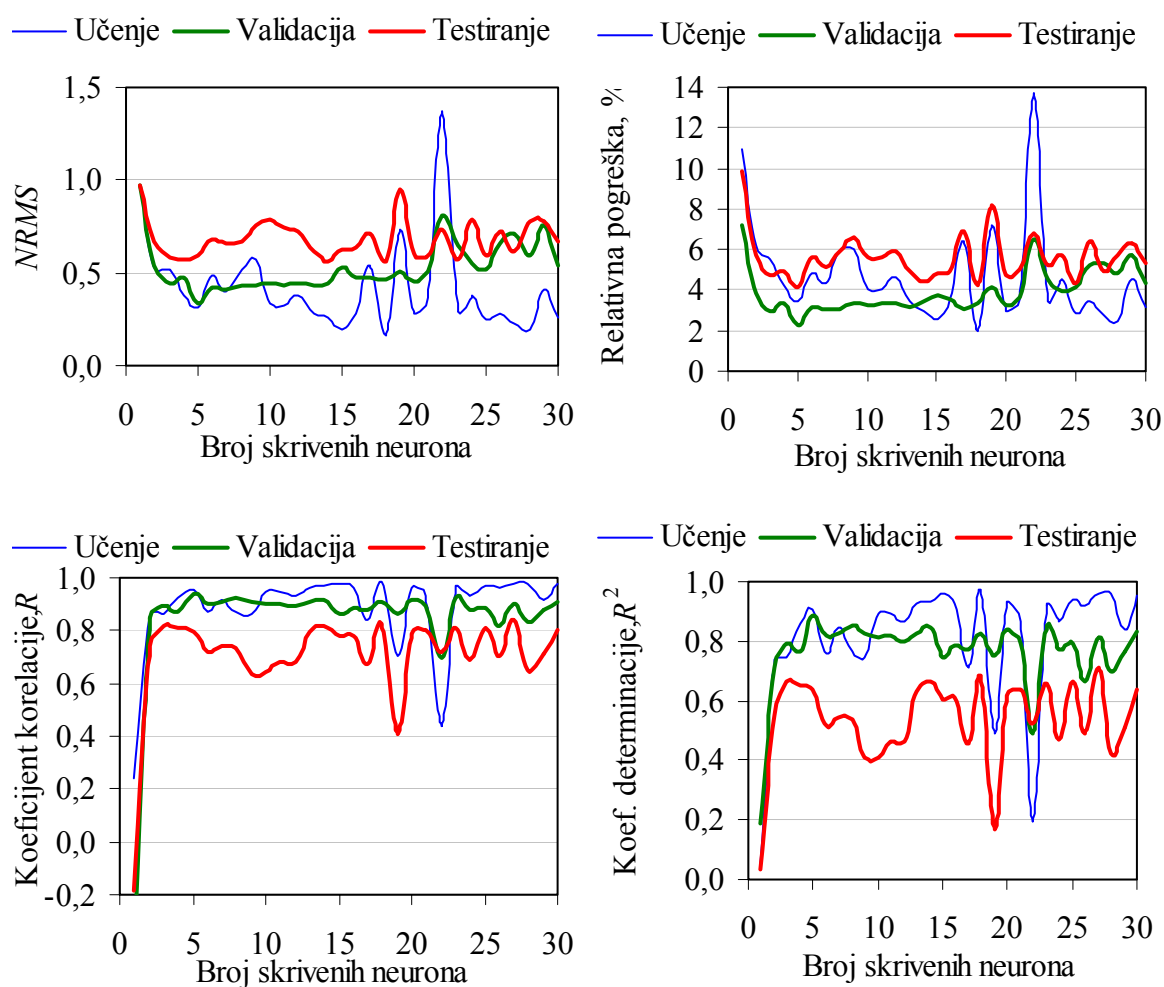 Učenje Validacija Testiranje
NRMS
1,5
1,0
0,5
0,0
0 5 10 15 20 25 30
Broj skrivenih neurona
Učenje Validacija Testiranje
Relativna pogreška, %
14
12
10
8
6
4
2
0
0 5 10 15 20 25 30
Broj skrivenih neurona
Učenje Validacija Testiranje
Koeficijent korelacije,R
1,0
0,8
0,6
0,4
0,2
0,0
-0,2
0 5 10 15 20 25 30
Broj skrivenih neurona
Učenje Validacija Testiranje
Koef. determinacije,R²
1,0
0,8
0,6
0,4
0,2
0,0
0 5 10 15 20 25 30
Broj skrivenih neurona